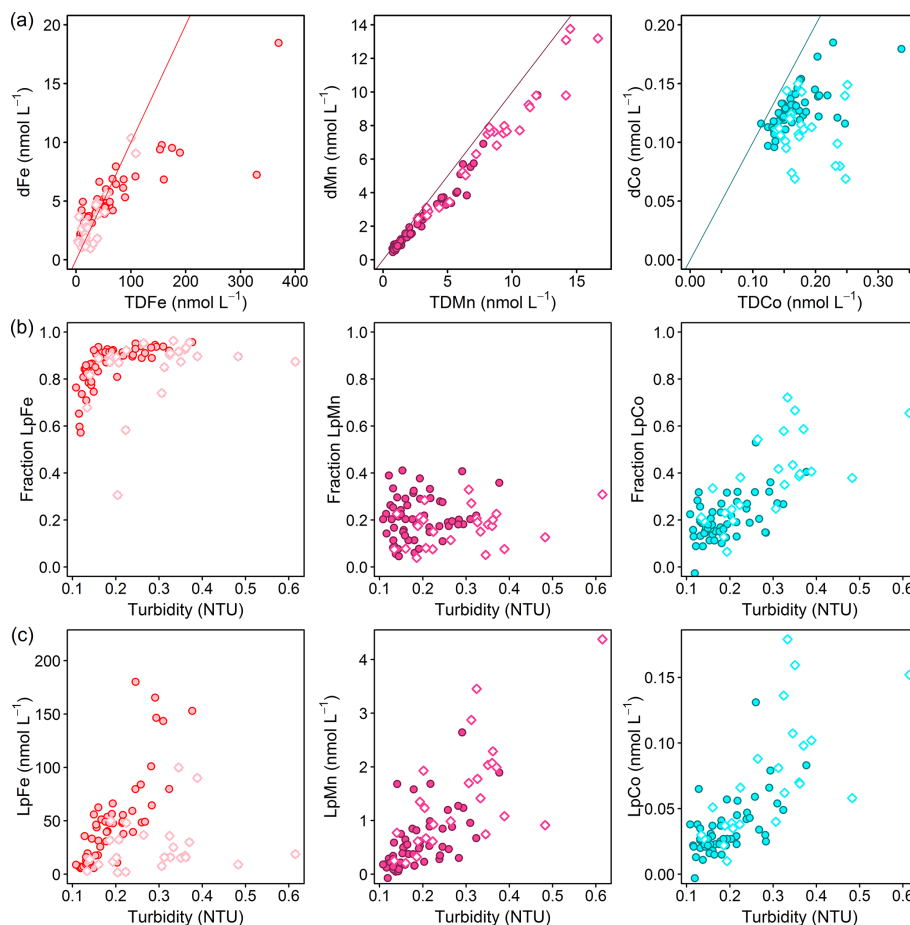 (a)
dFe (nmol L⁻¹)
20
15
10
5
0
0 100 200 300 400
TDFe (nmol L⁻¹)
dMn (nmol L⁻¹)
14
12
10
8
6
4
2
0
0 5 10 15
TDMn (nmol L⁻¹)
dCo (nmol L⁻¹)
0.20
0.15
0.10
0.05
0.00
0.00 0.10 0.20 0.30
TDCo (nmol L⁻¹)
(b)
Fraction LpFe
1.0
0.8
0.6
0.4
0.2
0.0
0.1 0.2 0.3 0.4 0.5 0.6
Turbidity (NTU)
Fraction LpMn
1.0
0.8
0.6
0.4
0.2
0.0
0.1 0.2 0.3 0.4 0.5 0.6
Turbidity (NTU)
Fraction LpCo
1.0
0.8
0.6
0.4
0.2
0.0
0.1 0.2 0.3 0.4 0.5 0.6
Turbidity (NTU)
(c)
LpFe (nmol L⁻¹)
200
150
100
50
0
0.1 0.2 0.3 0.4 0.5 0.6
Turbidity (NTU)
LpMn (nmol L⁻¹)
4
3
2
1
0
0.1 0.2 0.3 0.4 0.5 0.6
Turbidity (NTU)
LpCo (nmol L⁻¹)
0.15
0.10
0.05
0.00
0.1 0.2 0.3 0.4 0.5 0.6
Turbidity (NTU)